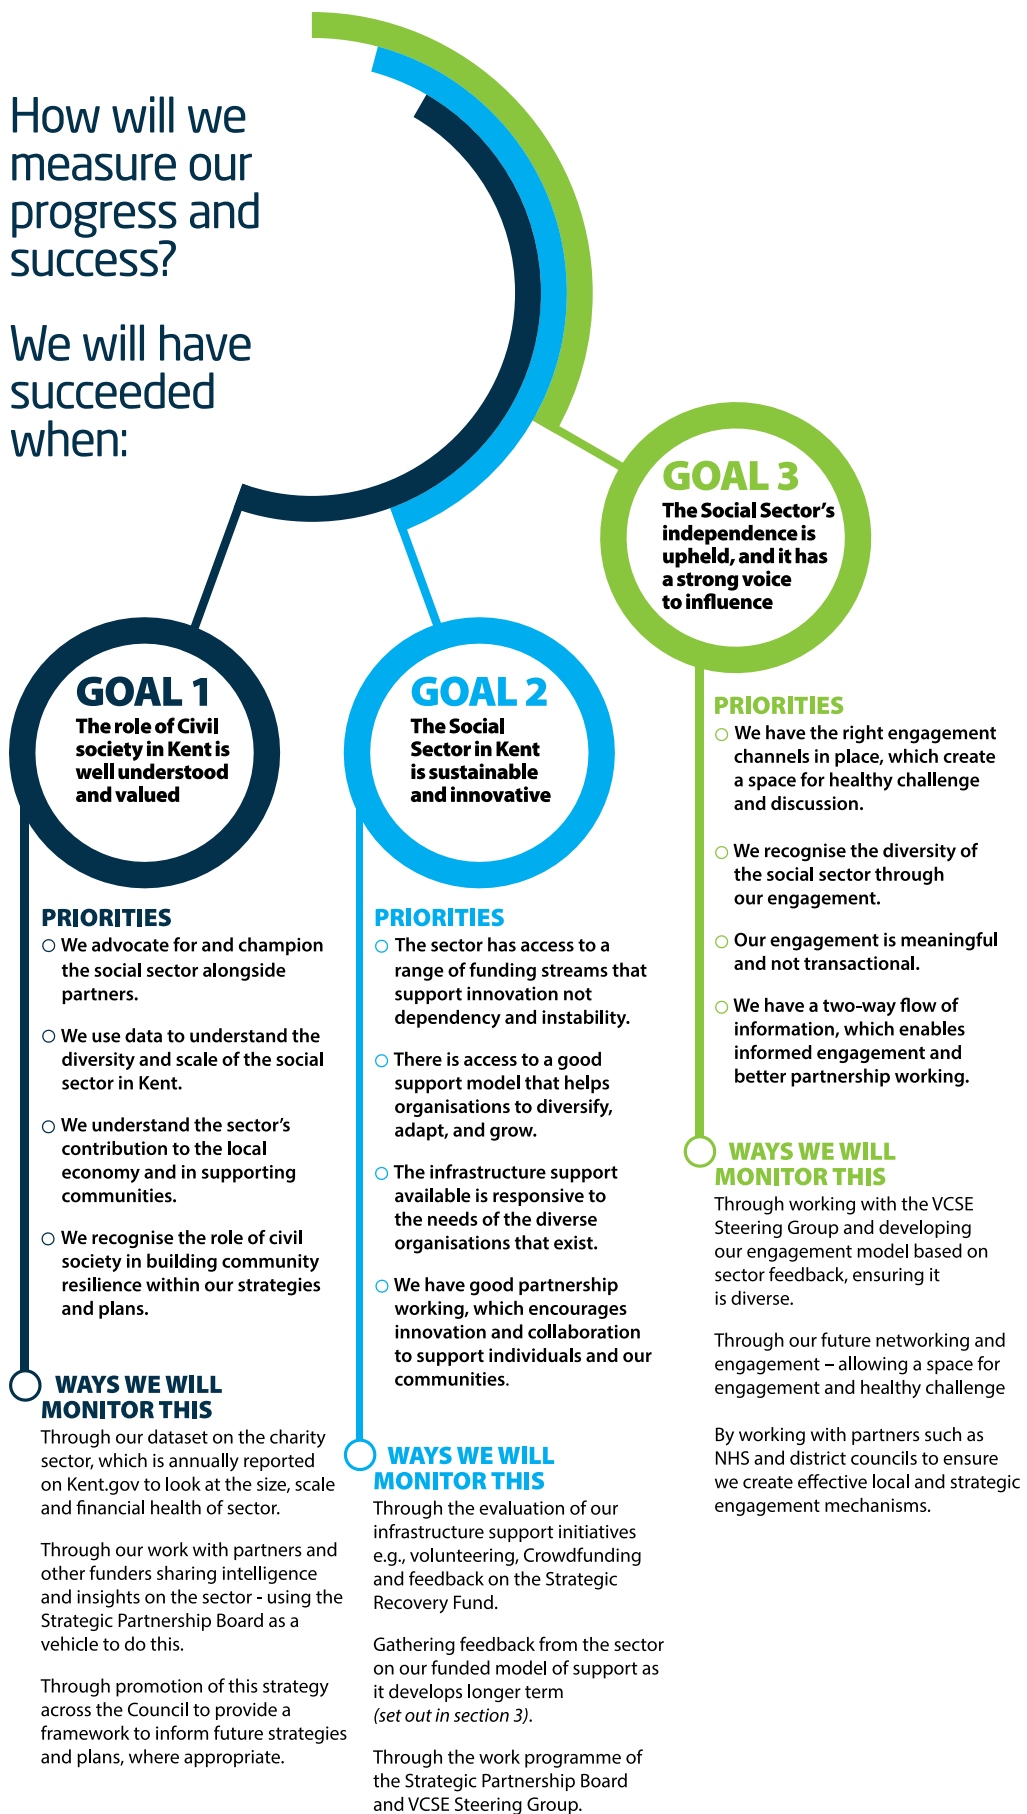 How will we
measure our
progress and
success?
We will have
succeeded
when:
GOAL 1
The role of Civil
society in Kent is
well understood
and valued
PRIORITIES
We advocate for and champion
the social sector alongside
partners.
We use data to understand the
diversity and scale of the social
sector in Kent.
We understand the sector's
contribution to the local
economy and in supporting
communities.
We recognise the role of civil
society in building community
resilience within our strategies
and plans.
WAYS WE WILL
MONITOR THIS
Through our dataset on the charity
sector, which is annually reported
on Kent.gov to look at the size, scale
and financial health of sector.
Through our work with partners and
other funders sharing intelligence
and insights on the sector - using the
Strategic Partnership Board as a
vehicle to do this.
Through promotion of this strategy
across the Council to provide a
framework to inform future strategies
and plans, where appropriate.
GOAL 2
The Social
Sector in Kent
is sustainable
and innovative
PRIORITIES
The sector has access to a
range of funding streams that
support innovation not
dependency and instability.
There is access to a good
support model that helps
organisations to diversify,
adapt, and grow.
The infrastructure support
available is responsive to
the needs of the diverse
organisations that exist.
We have good partnership
working, which encourages
innovation and collaboration
to support individuals and our
communities.
WAYS WE WILL
MONITOR THIS
Through the evaluation of our
infrastructure support initiatives
e.g., volunteering, Crowdfunding
and feedback on the Strategic
Recovery Fund.
Gathering feedback from the sector
on our funded model of support as
it develops longer term
(set out in section 3).
Through the work programme of
the Strategic Partnership Board
and VCSE Steering Group.
GOAL 3
The Social Sector's
independence is
upheld, and it has
a strong voice
to influence
PRIORITIES
We have the right engagement
channels in place, which create
a space for healthy challenge
and discussion.
We recognise the diversity of
the social sector through
our engagement.
Our engagement is meaningful
and not transactional.
We have a two-way flow of
information, which enables
informed engagement and
better partnership working.
WAYS WE WILL
MONITOR THIS
Through working with the VCSE
Steering Group and developing
our engagement model based on
sector feedback, ensuring it
is diverse.
Through our future networking and
engagement – allowing a space for
engagement and healthy challenge
By working with partners such as
NHS and district councils to ensure
we create effective local and strategic
engagement mechanisms.